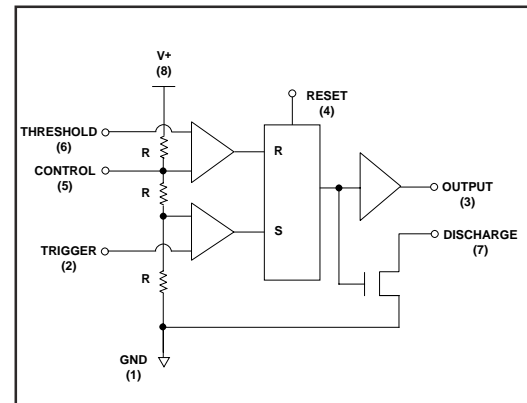 V+
(8)
RESET
(4)
THRESHOLD
(6)
R
R
CONTROL
(5)
R
OUTPUT
(3)
S
DISCHARGE
(7)
TRIGGER
(2)
R
GND
(1)